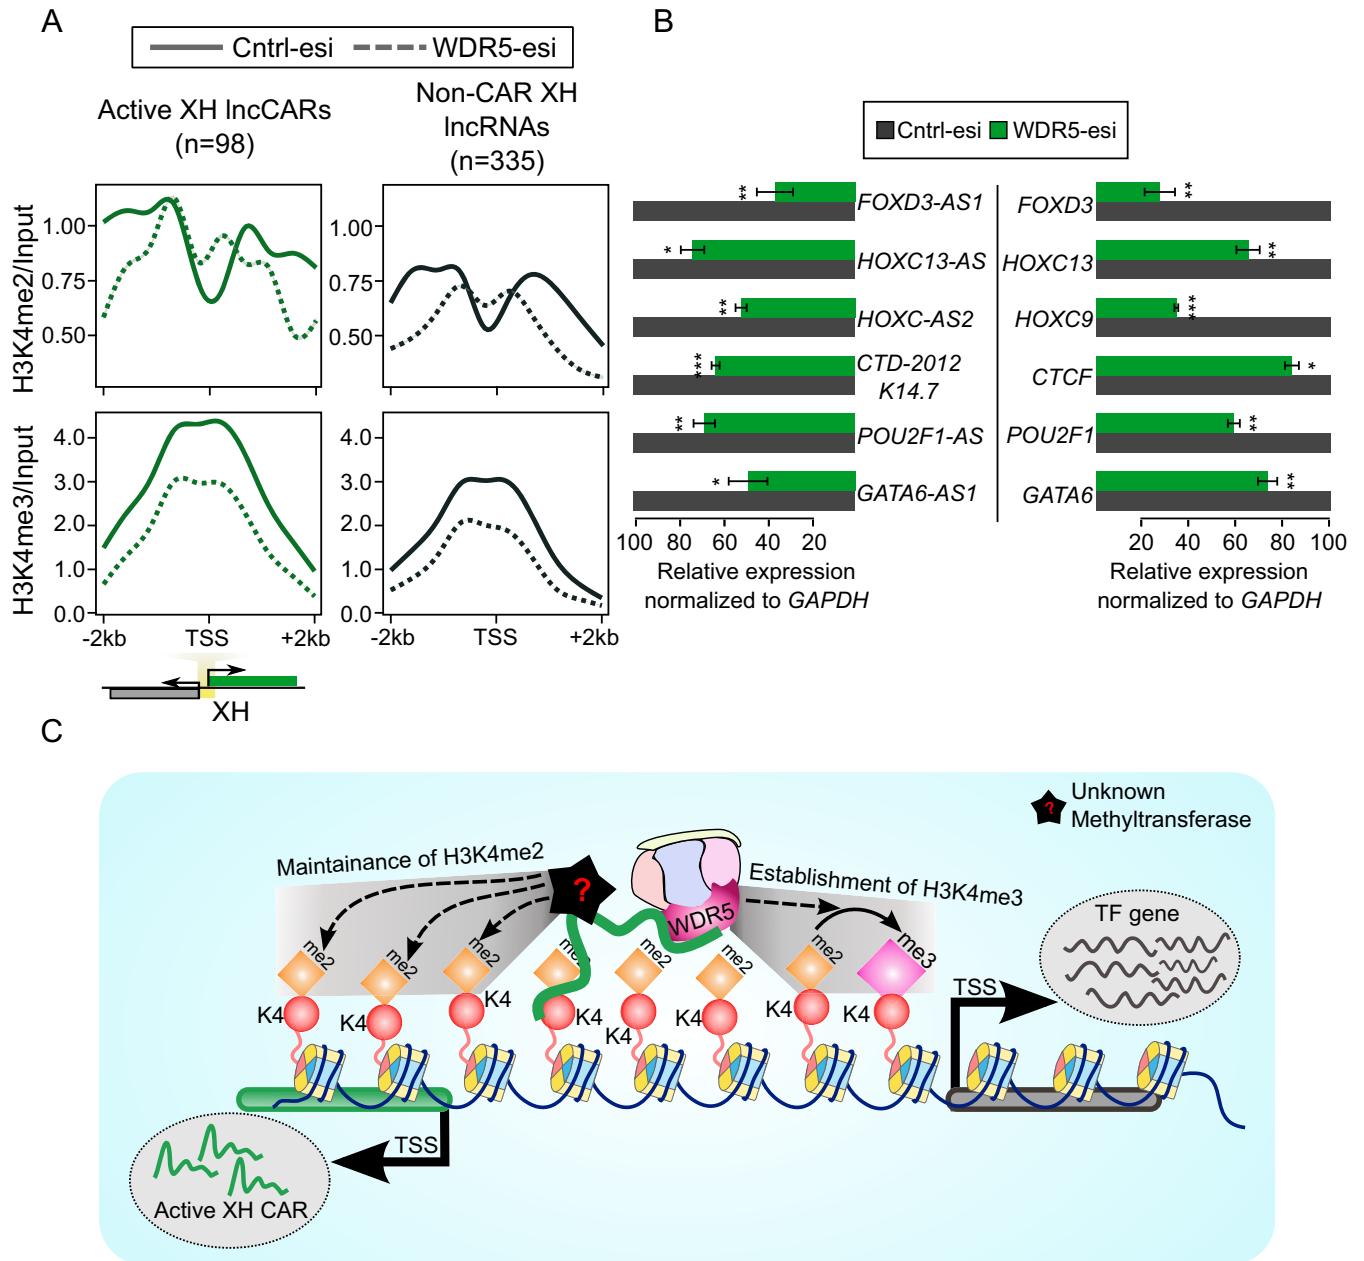 A
Cntrl-esi
WDR5-esi
Active XH lncCARs
(n=98)
Non-CAR XH
lncRNAs
(n=335)
H3K4me2/Input
1.00
0.75
0.50
1.00
0.75
0.50
H3K4me3/Input
4.0
3.0
2.0
1.0
0.0
4.0
3.0
2.0
1.0
0.0
-2kb
TSS
+2kb
-2kb
TSS
+2kb
XH
B
Cntrl-esi
WDR5-esi
**
FOXD3-AS1
*
HOXC13-AS
**
HOXC-AS2
***
CTD-2012
K14.7
**
POU2F1-AS
*
GATA6-AS1
100
80
60
40
20
Relative expression
normalized to GAPDH
FOXD3
**
HOXC13
**
HOXC9
***
CTCF
*
POU2F1
**
GATA6
**
20
40
60
80
100
Relative expression
normalized to GAPDH
C
?
Unknown
Methyltransferase
Maintainance of H3K4me2
?
WDR5
Establishment of H3K4me3
TF gene
me2
me2
me2
me2
me2
me2
me2
me3
K4
K4
K4
K4
K4
K4
K4
K4
TSS
TSS
Active XH CAR